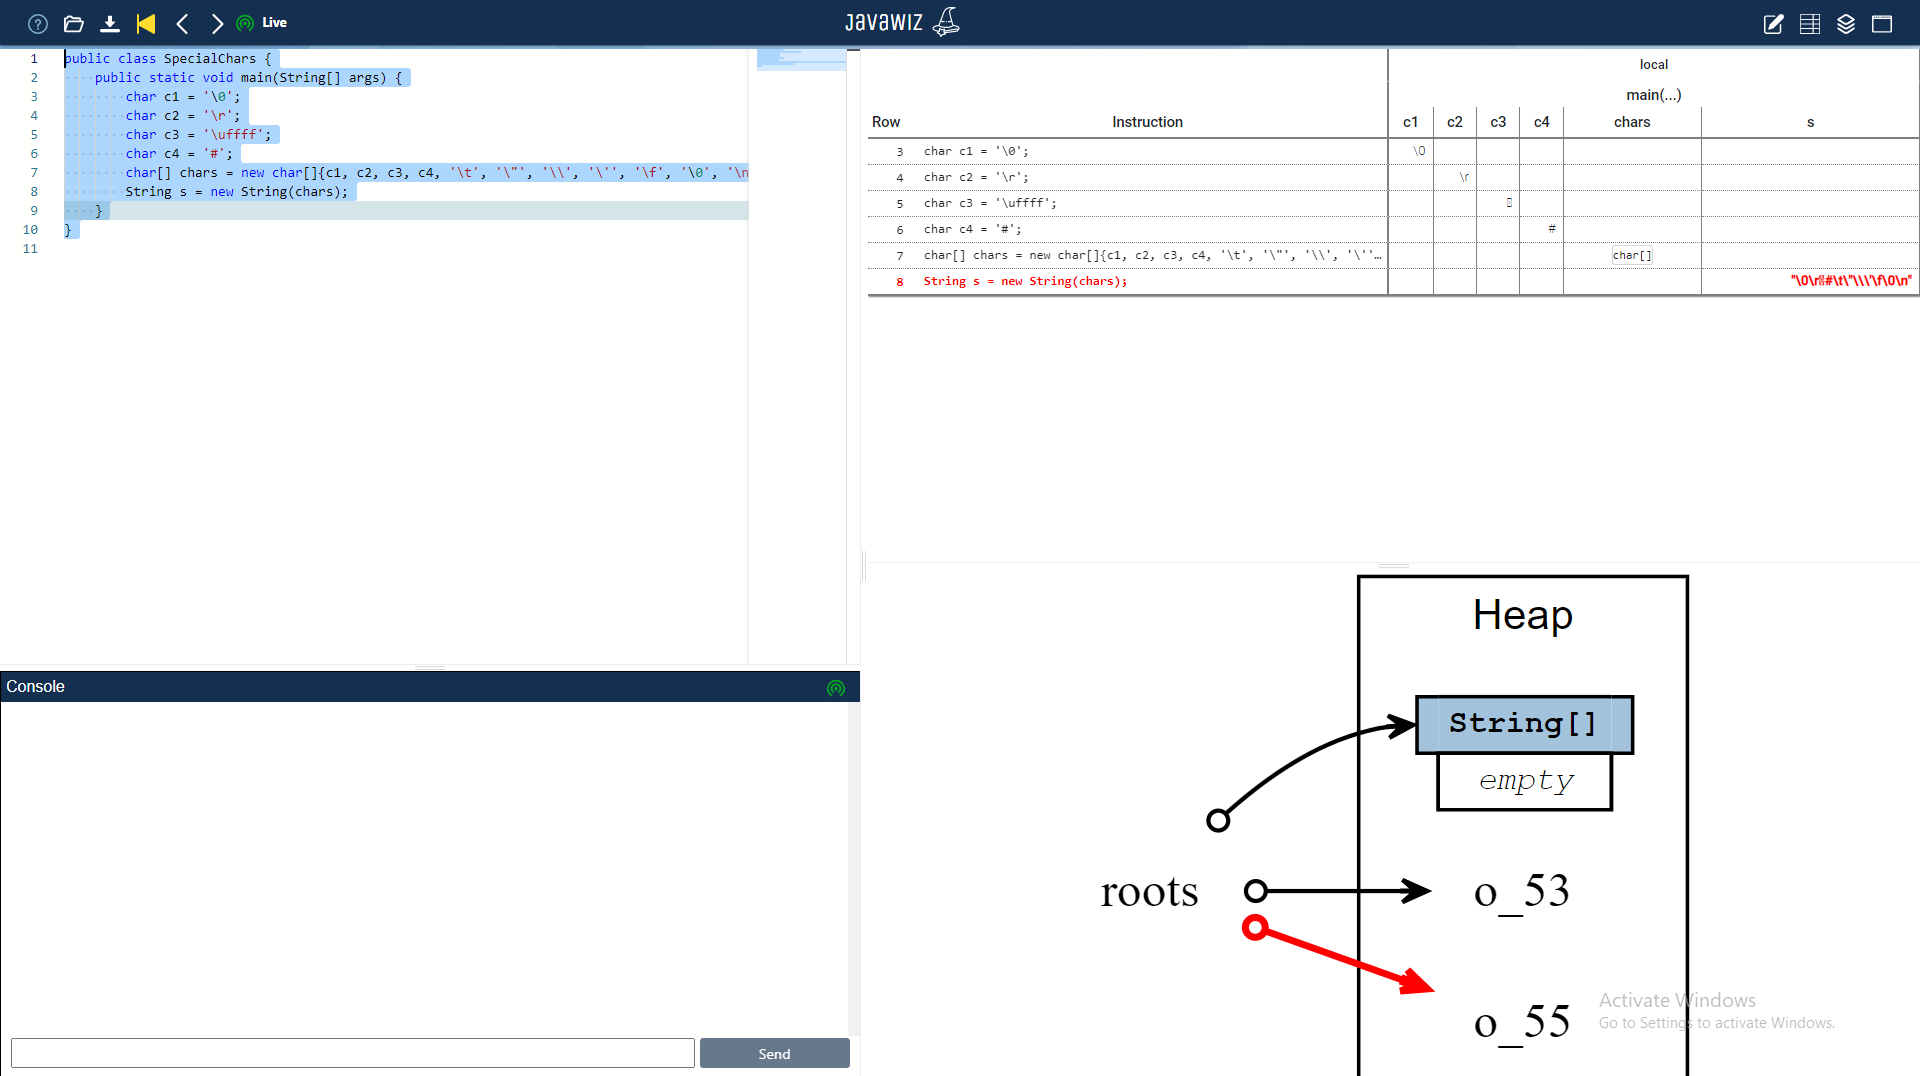 Live
Javawiz
1 public class SpecialChars {
2 public static void main(String[] args) {
3 char c1 = '\0';
4 char c2 = '\r';
5 char c3 = '\uffff';
6 char c4 = '#';
7 char[] chars = new char[]{c1, c2, c3, c4, '\t', '\"', '\\', '\'', '\f', '\0', '\n
8 String s = new String(chars);
9 }
10 }
11
local
main(...)
Row Instruction c1 c2 c3 c4 chars s
3 char c1 = '\0'; \0
4 char c2 = '\r'; \r
5 char c3 = '\uffff';
6 char c4 = '#'; #
7 char[] chars = new char[]{c1, c2, c3, c4, '\t', '\"', '\\', '\''… char[]
8 String s = new String(chars); "\0\r▯#\t\"\\\'\f\0\n"
Console
Send
Heap
String[]
empty
roots
o_53
o_55
Activate Windows
Go to Settings to activate Windows.